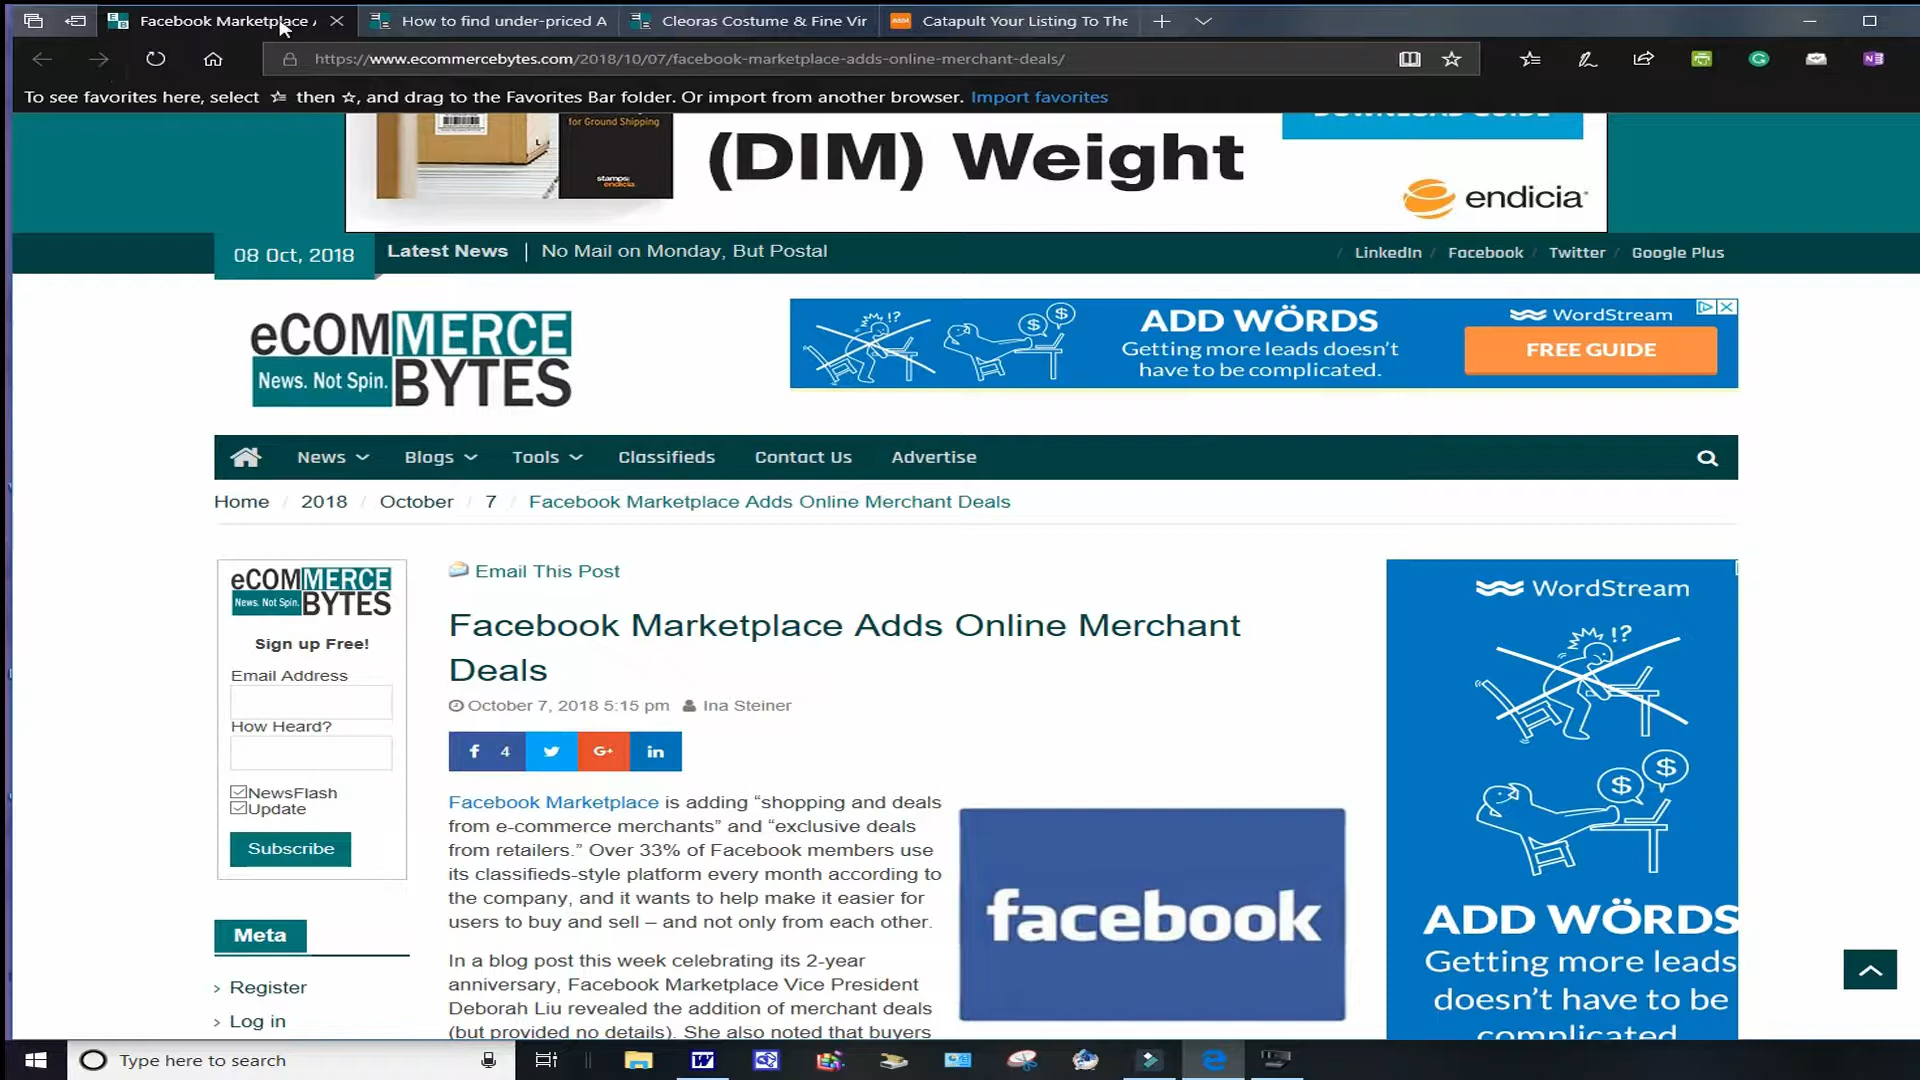 Facebook Marketplace A
How to find under-priced A
Cleoras Costume & Fine Vir
ASM
Catapult Your Listing To The
https://www.ecommercebytes.com/2018/10/07/facebook-marketplace-adds-online-merchant-deals/
To see favorites here, select then , and drag to the Favorites Bar folder. Or import from another browser. Import favorites
for Ground Shipping
stamps
endicia
(DIM) Weight
DOWNLOAD GUIDE
endicia
08 Oct, 2018
Latest News | No Mail on Monday, But Postal
/ LinkedIn / Facebook / Twitter / Google Plus
eCOMMERCE
News. Not Spin. BYTES
!?
$ $
ADD WÖRDS
Getting more leads doesn't
have to be complicated.
WordStream
FREE GUIDE
News Blogs Tools Classifieds Contact Us Advertise
Home / 2018 / October / 7 / Facebook Marketplace Adds Online Merchant Deals
eCOMMERCE
News. Not Spin. BYTES
Sign up Free!
Email Address
How Heard?
NewsFlash
Update
Subscribe
Meta
> Register
> Log in
Email This Post
Facebook Marketplace Adds Online Merchant
Deals
October 7, 2018 5:15 pm Ina Steiner
f 4 G+ in
Facebook Marketplace is adding “shopping and deals
from e-commerce merchants” and “exclusive deals
from retailers.” Over 33% of Facebook members use
its classifieds-style platform every month according to
the company, and it wants to help make it easier for
users to buy and sell – and not only from each other.
In a blog post this week celebrating its 2-year
anniversary, Facebook Marketplace Vice President
Deborah Liu revealed the addition of merchant deals
(but provided no details). She also noted that buyers
facebook
WordStream
!?
$ $
ADD WÖRDS
Getting more leads
doesn't have to be
complicated.
Type here to search